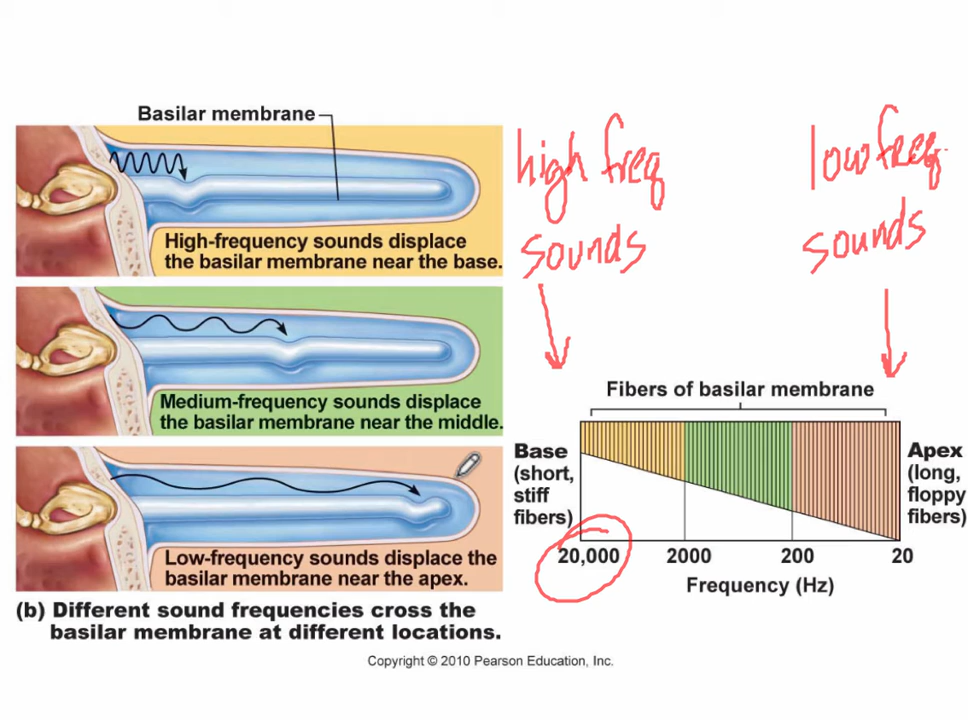 Basilar membrane
High-frequency sounds displace
the basilar membrane near the base.
Medium-frequency sounds displace
the basilar membrane near the middle.
Low-frequency sounds displace the
basilar membrane near the apex.
(b) Different sound frequencies cross the
basilar membrane at different locations.
high freq
sounds
low freq
sounds
Fibers of basilar membrane
Base
(short,
stiff
fibers)
Apex
(long,
floppy
fibers)
20,000 2000 200 20
Frequency (Hz)
Copyright © 2010 Pearson Education, Inc.